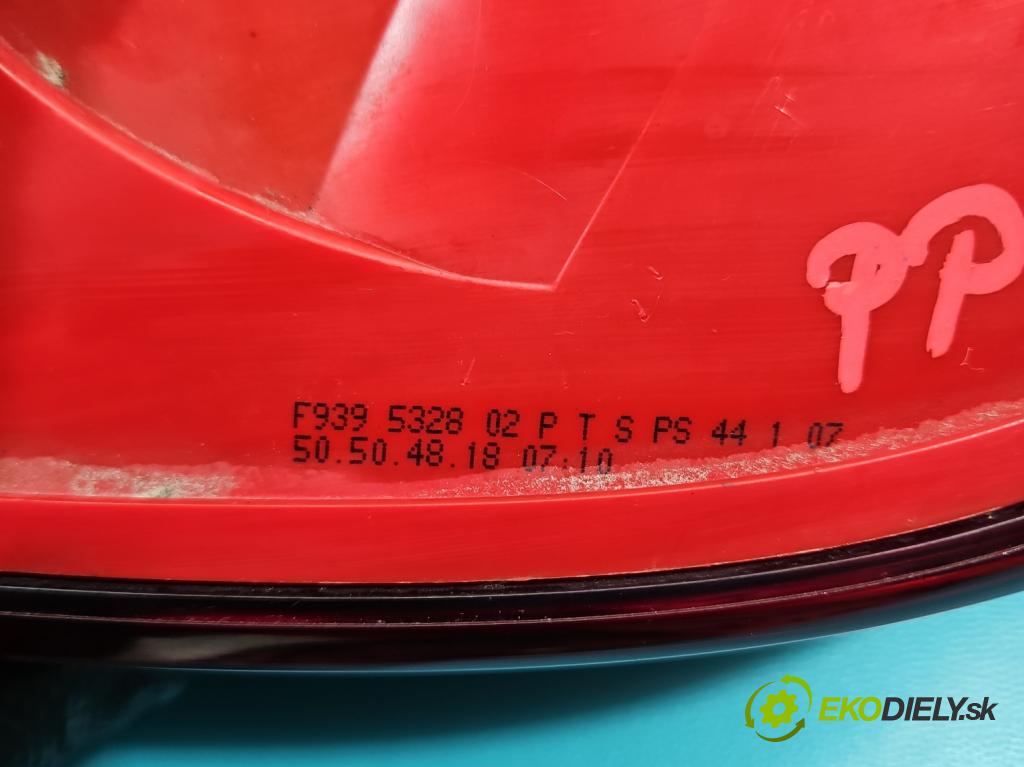 PP
F939 5328 02 P T S PS 44 1 07
50.50.48.18 07:10
EKODIELY.sk